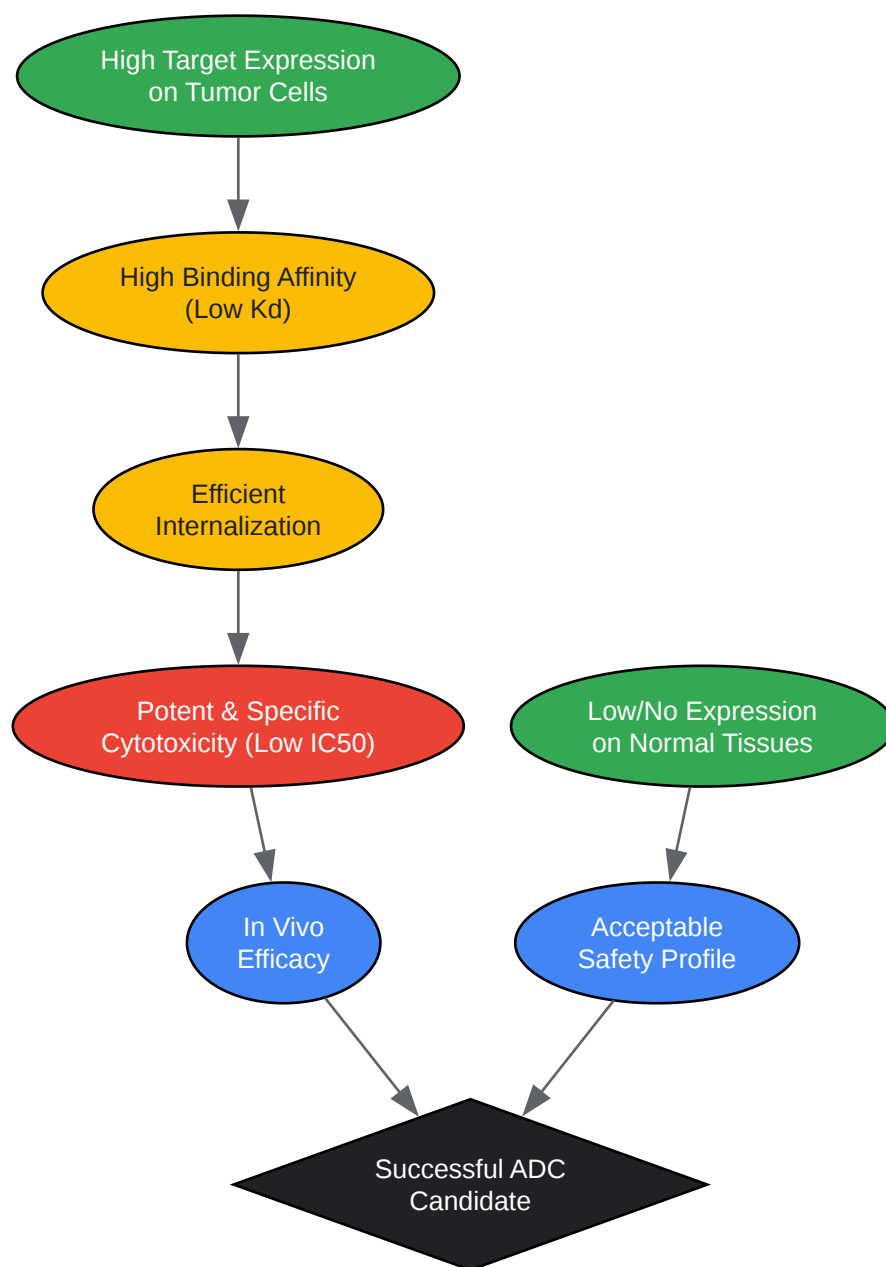 High Target Expression
on Tumor Cells
High Binding Affinity
(Low Kd)
Efficient
Internalization
Potent & Specific
Cytotoxicity (Low IC50)
Low/No Expression
on Normal Tissues
In Vivo
Efficacy
Acceptable
Safety Profile
Successful ADC
Candidate